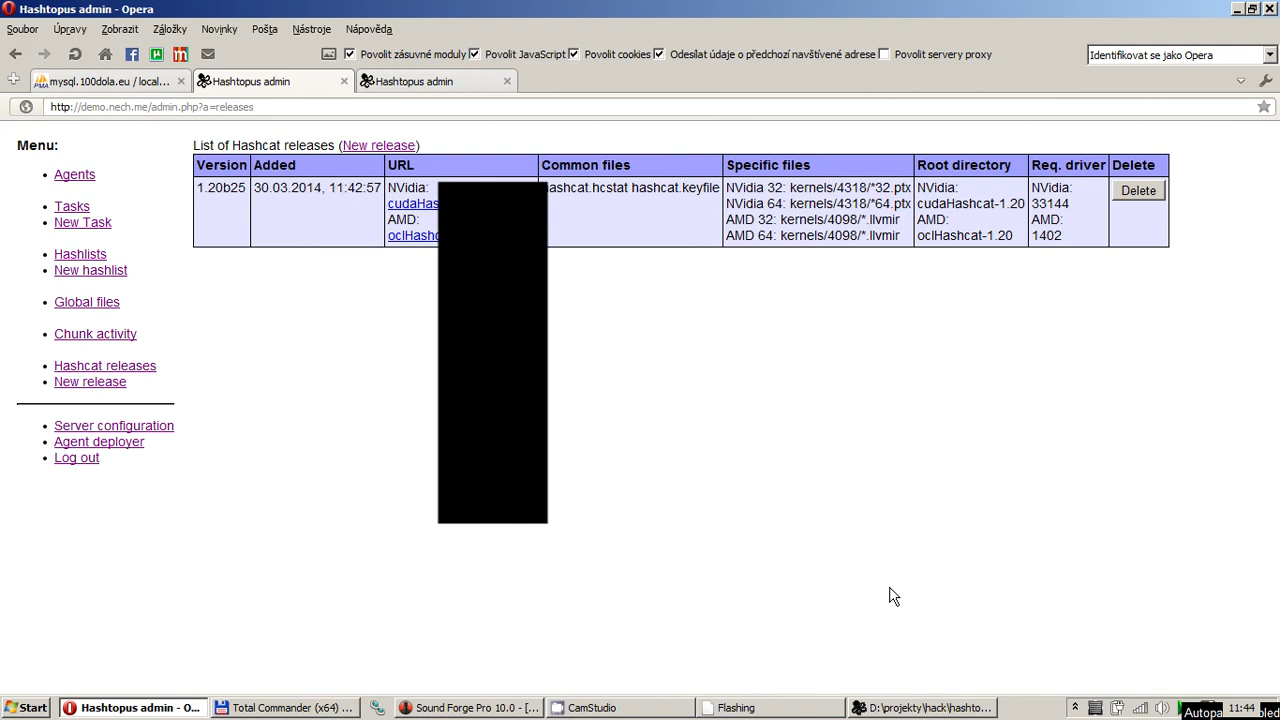 Hashtopus admin - Opera
Soubor Úpravy Zobrazit Záložky Novinky Pošta Nástroje Nápověda
Povolit zásuvné moduly Povolit JavaScript Povolit cookies Odesílat údaje o předchozí navštívené adrese Povolit servery proxy Identifikovat se jako Opera
mysql.100dola.eu / local... Hashtopus admin Hashtopus admin
http://demo.nech.me/admin.php?a=releases
Menu:
Agents
Tasks
New Task
Hashlists
New hashlist
Global files
Chunk activity
Hashcat releases
New release
Server configuration
Agent deployer
Log out
List of Hashcat releases (New release)
Version Added URL Common files Specific files Root directory Req. driver Delete
1.20b25 30.03.2014, 11:42:57 NVidia: hashcat.hcstat hashcat.keyfile NVidia 32: kernels/4318/*32.ptx NVidia: NVidia: Delete
cudaHas NVidia 64: kernels/4318/*64.ptx cudaHashcat-1.20 33144
AMD: AMD 32: kernels/4098/*.llvmir AMD: AMD:
oclHashc AMD 64: kernels/4098/*.llvmir oclHashcat-1.20 1402
Start Hashtopus admin - O... Total Commander (x64) ... Sound Forge Pro 10.0 - [... CamStudio Flashing D:\projekty\hack\hashto... 11:44